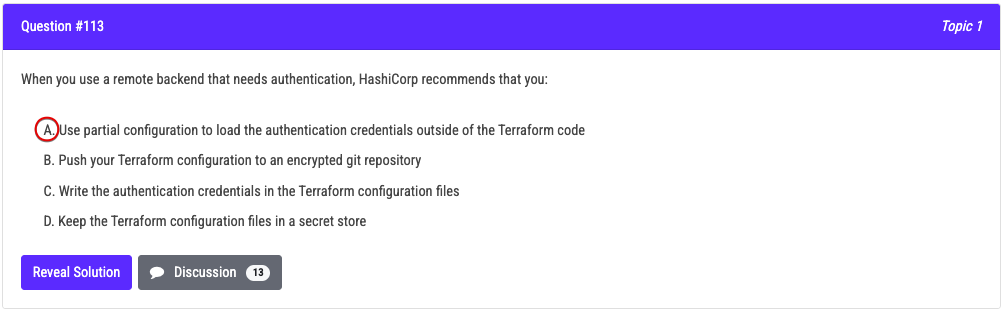 Question #113 Topic 1
When you use a remote backend that needs authentication, HashiCorp recommends that you:
A. Use partial configuration to load the authentication credentials outside of the Terraform code
B. Push your Terraform configuration to an encrypted git repository
C. Write the authentication credentials in the Terraform configuration files
D. Keep the Terraform configuration files in a secret store
Reveal Solution Discussion 13